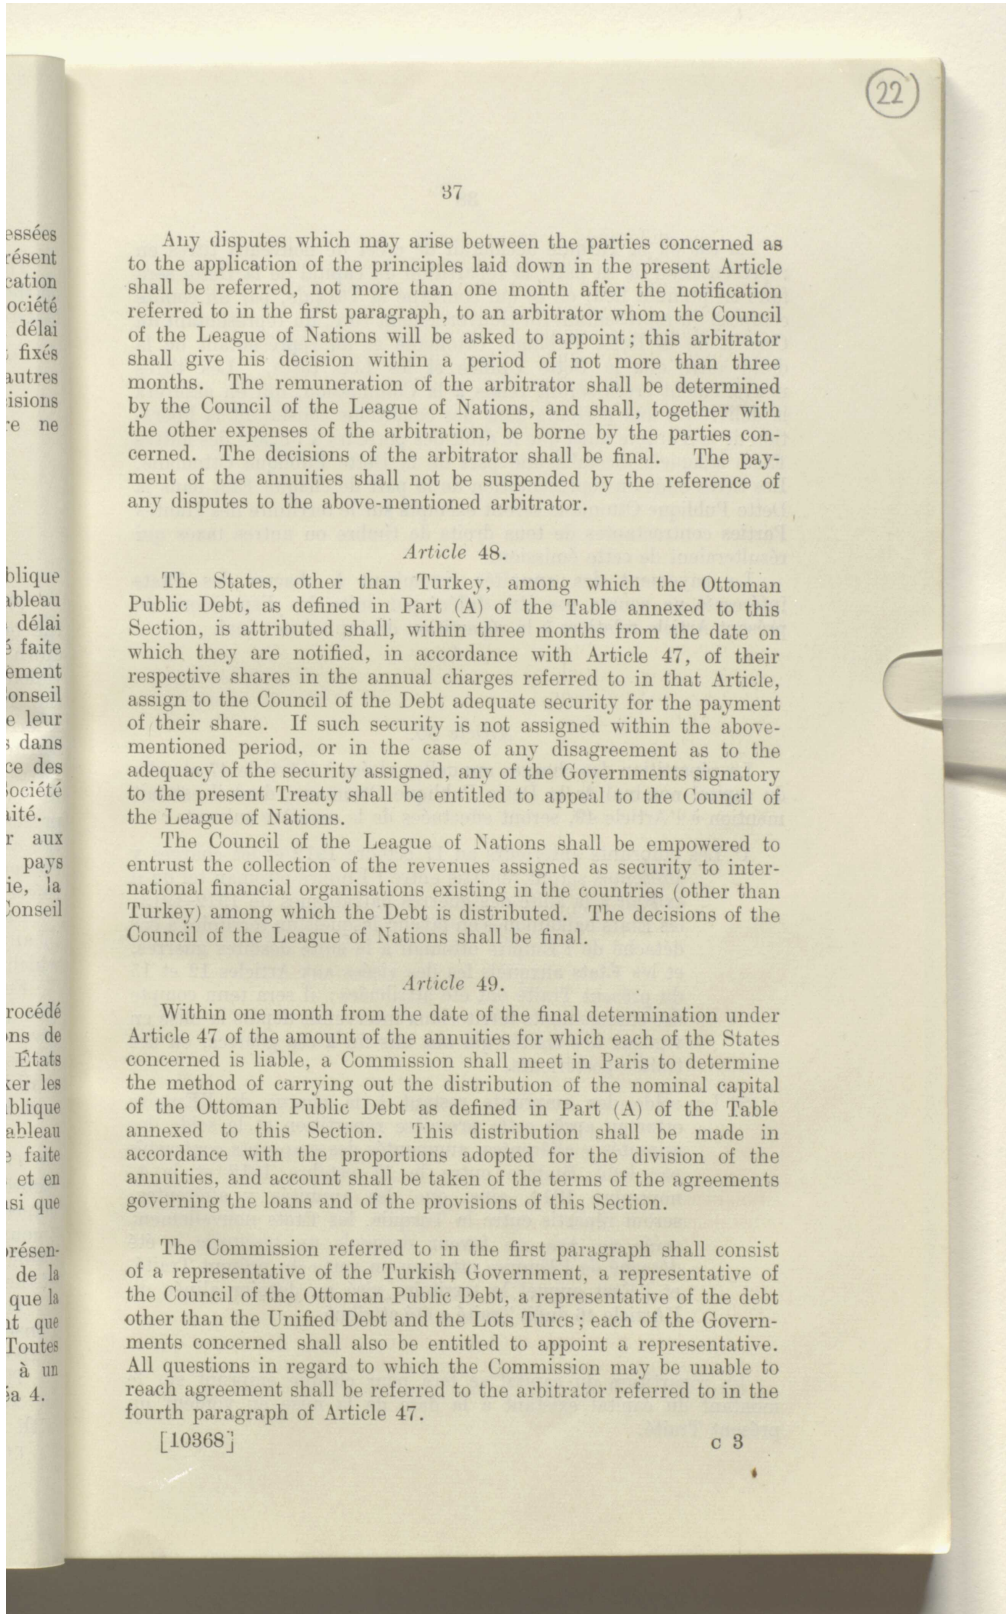 22
37
Any disputes which may arise between the parties concerned as
to the application of the principles laid down in the present Article
shall be referred, not more than one month after the notification
referred to in the first paragraph, to an arbitrator whom the Council
of the League of Nations will be asked to appoint; this arbitrator
shall give his decision within a period of not more than three
months. The remuneration of the arbitrator shall be determined
by the Council of the League of Nations, and shall, together with
the other expenses of the arbitration, be borne by the parties con-
cerned. The decisions of the arbitrator shall be final. The pay-
ment of the annuities shall not be suspended by the reference of
any disputes to the above-mentioned arbitrator.
Article 48.
The States, other than Turkey, among which the Ottoman
Public Debt, as defined in Part (A) of the Table annexed to this
Section, is attributed shall, within three months from the date on
which they are notified, in accordance with Article 47, of their
respective shares in the annual charges referred to in that Article,
assign to the Council of the Debt adequate security for the payment
of their share. If such security is not assigned within the above-
mentioned period, or in the case of any disagreement as to the
adequacy of the security assigned, any of the Governments signatory
to the present Treaty shall be entitled to appeal to the Council of
the League of Nations.
The Council of the League of Nations shall be empowered to
entrust the collection of the revenues assigned as security to inter-
national financial organisations existing in the countries (other than
Turkey) among which the Debt is distributed. The decisions of the
Council of the League of Nations shall be final.
Article 49.
Within one month from the date of the final determination under
Article 47 of the amount of the annuities for which each of the States
concerned is liable, a Commission shall meet in Paris to determine
the method of carrying out the distribution of the nominal capital
of the Ottoman Public Debt as defined in Part (A) of the Table
annexed to this Section. This distribution shall be made in
accordance with the proportions adopted for the division of the
annuities, and account shall be taken of the terms of the agreements
governing the loans and of the provisions of this Section.
The Commission referred to in the first paragraph shall consist
of a representative of the Turkish Government, a representative of
the Council of the Ottoman Public Debt, a representative of the debt
other than the Unified Debt and the Lots Turcs; each of the Govern-
ments concerned shall also be entitled to appoint a representative.
All questions in regard to which the Commission may be unable to
reach agreement shall be referred to the arbitrator referred to in the
fourth paragraph of Article 47.
[10368] C 3